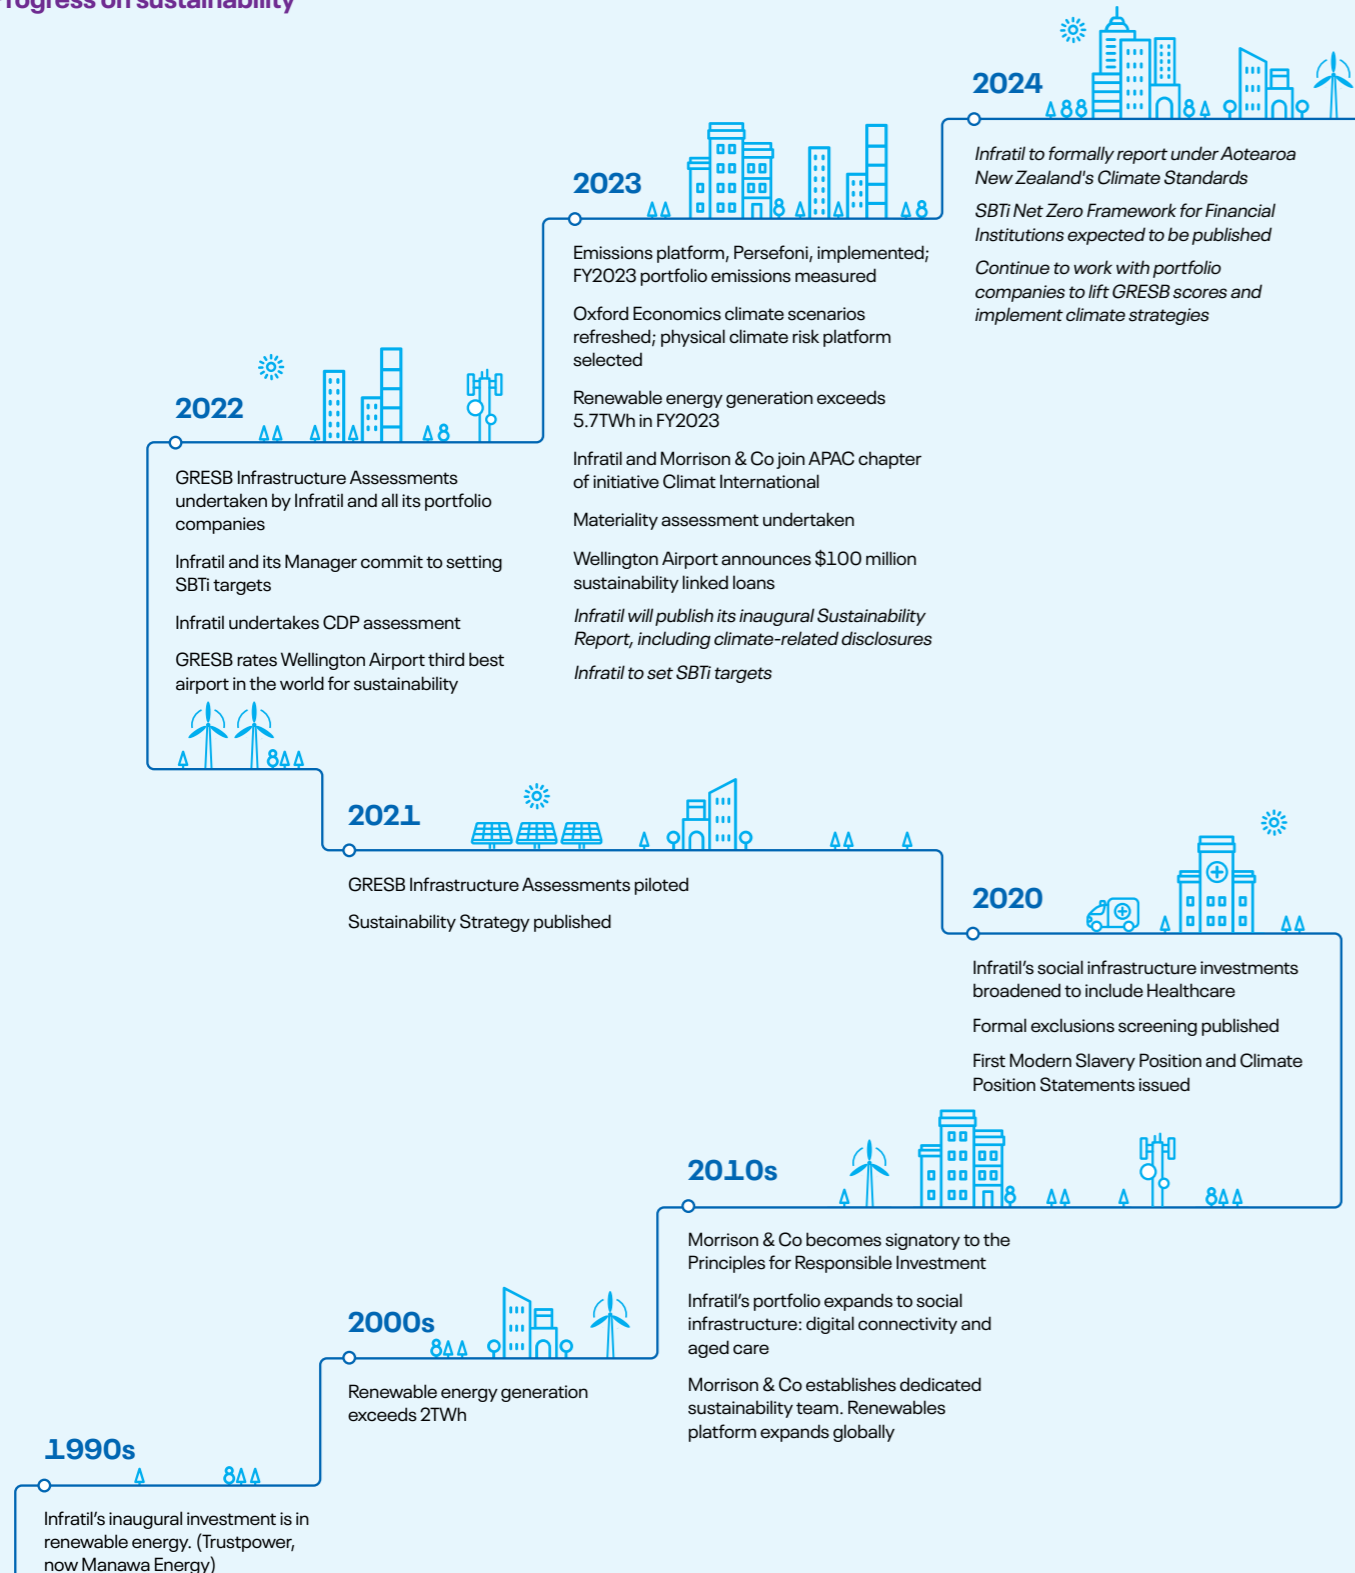 Progress on sustainability
2024
Infratil to formally report under Aotearoa
New Zealand's Climate Standards
SBTi Net Zero Framework for Financial
Institutions expected to be published
Continue to work with portfolio
companies to lift GRESB scores and
implement climate strategies
2023
Emissions platform, Persefoni, implemented;
FY2023 portfolio emissions measured
Oxford Economics climate scenarios
refreshed; physical climate risk platform
selected
Renewable energy generation exceeds
5.7TWh in FY2023
Infratil and Morrison & Co join APAC chapter
of initiative Climat International
Materiality assessment undertaken
Wellington Airport announces $100 million
sustainability linked loans
Infratil will publish its inaugural Sustainability
Report, including climate-related disclosures
Infratil to set SBTi targets
2022
GRESB Infrastructure Assessments
undertaken by Infratil and all its portfolio
companies
Infratil and its Manager commit to setting
SBTi targets
Infratil undertakes CDP assessment
GRESB rates Wellington Airport third best
airport in the world for sustainability
2021
GRESB Infrastructure Assessments piloted
Sustainability Strategy published
2020
Infratil's social infrastructure investments
broadened to include Healthcare
Formal exclusions screening published
First Modern Slavery Position and Climate
Position Statements issued
2010s
Morrison & Co becomes signatory to the
Principles for Responsible Investment
Infratil's portfolio expands to social
infrastructure: digital connectivity and
aged care
Morrison & Co establishes dedicated
sustainability team. Renewables
platform expands globally
2000s
Renewable energy generation
exceeds 2TWh
1990s
Infratil's inaugural investment is in
renewable energy. (Trustpower,
now Manawa Energy)